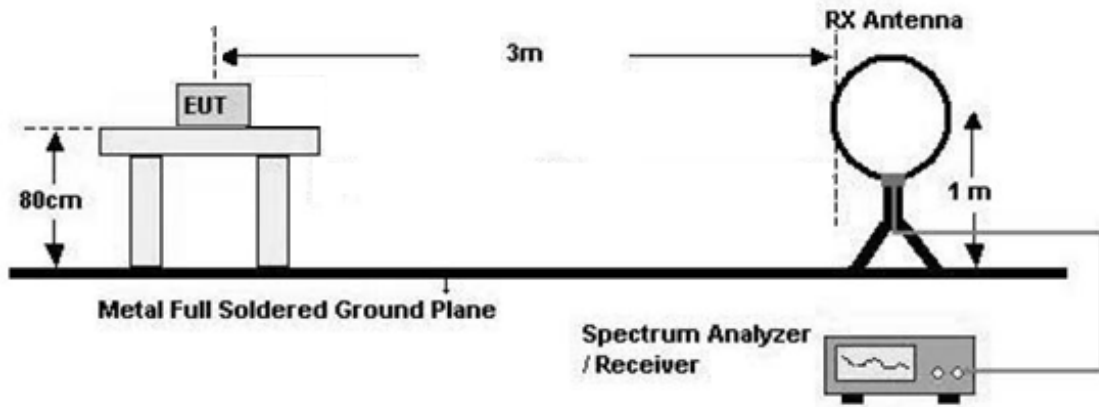 RX Antenna
3m
EUT
80cm
1 m
Metal Full Soldered Ground Plane
Spectrum Analyzer
/ Receiver